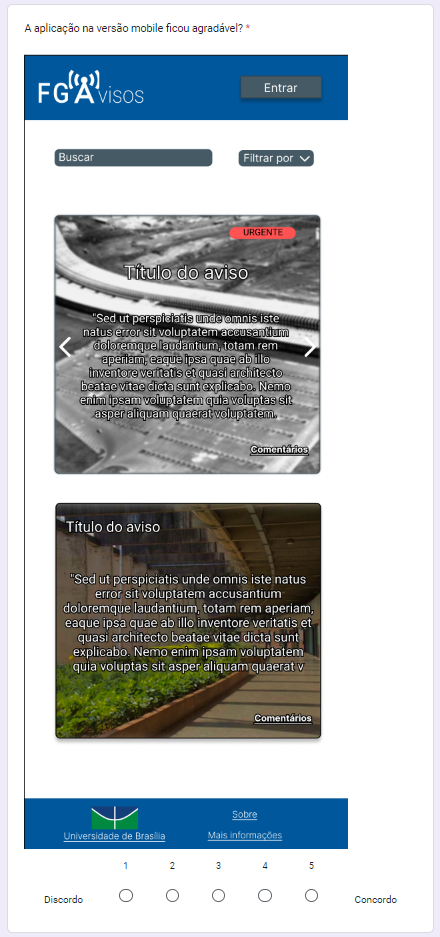 A aplicação na versão mobile ficou agradável? *
FGAvisos
Entrar
Buscar
Filtrar por
URGENTE
Título do aviso
"Sed ut perspiciatis unde omnis iste
natus error sit voluptatem accusantium
doloremque laudantium, totam rem
aperiam, eaque ipsa quae ab illo
inventore veritatis et quasi architecto
beatae vitae dicta sunt explicabo. Nemo
enim ipsam voluptatem quia voluptas sit
asper aliquam quaerat voluptatem.
Comentários
Título do aviso
"Sed ut perspiciatis unde omnis iste natus
error sit voluptatem accusantium
doloremque laudantium, totam rem aperiam,
eaque ipsa quae ab illo inventore veritatis et
quasi architecto beatae vitae dicta sunt
explicabo. Nemo enim ipsam voluptatem
quia voluptas sit asper aliquam quaerat v
Comentários
Universidade de Brasília
Sobre
Mais informações
1 2 3 4 5
Discordo Concordo